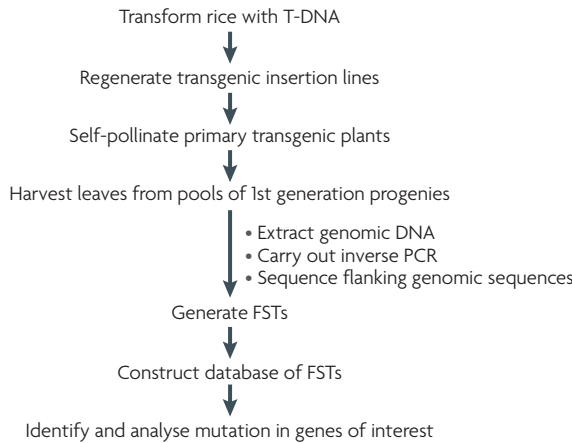 Transform rice with T-DNA
Regenerate transgenic insertion lines
Self-pollinate primary transgenic plants
Harvest leaves from pools of 1st generation progenies
• Extract genomic DNA
• Carry out inverse PCR
• Sequence flanking genomic sequences
Generate FSTs
Construct database of FSTs
Identify and analyse mutation in genes of interest